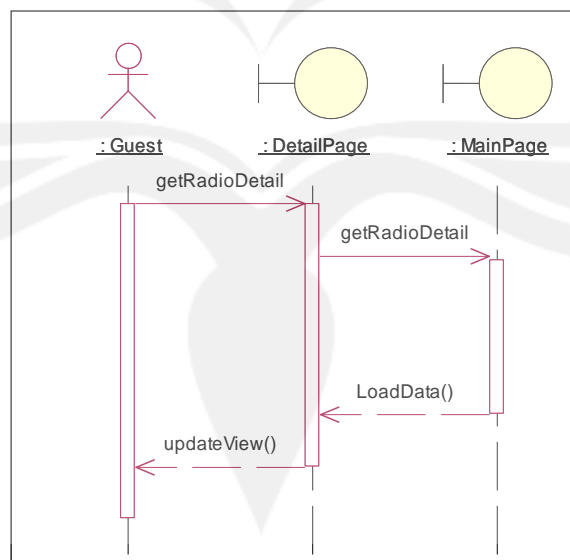 : Guest
: DetailPage
: MainPage
getRadioDetail
getRadioDetail
LoadData()
updateView()